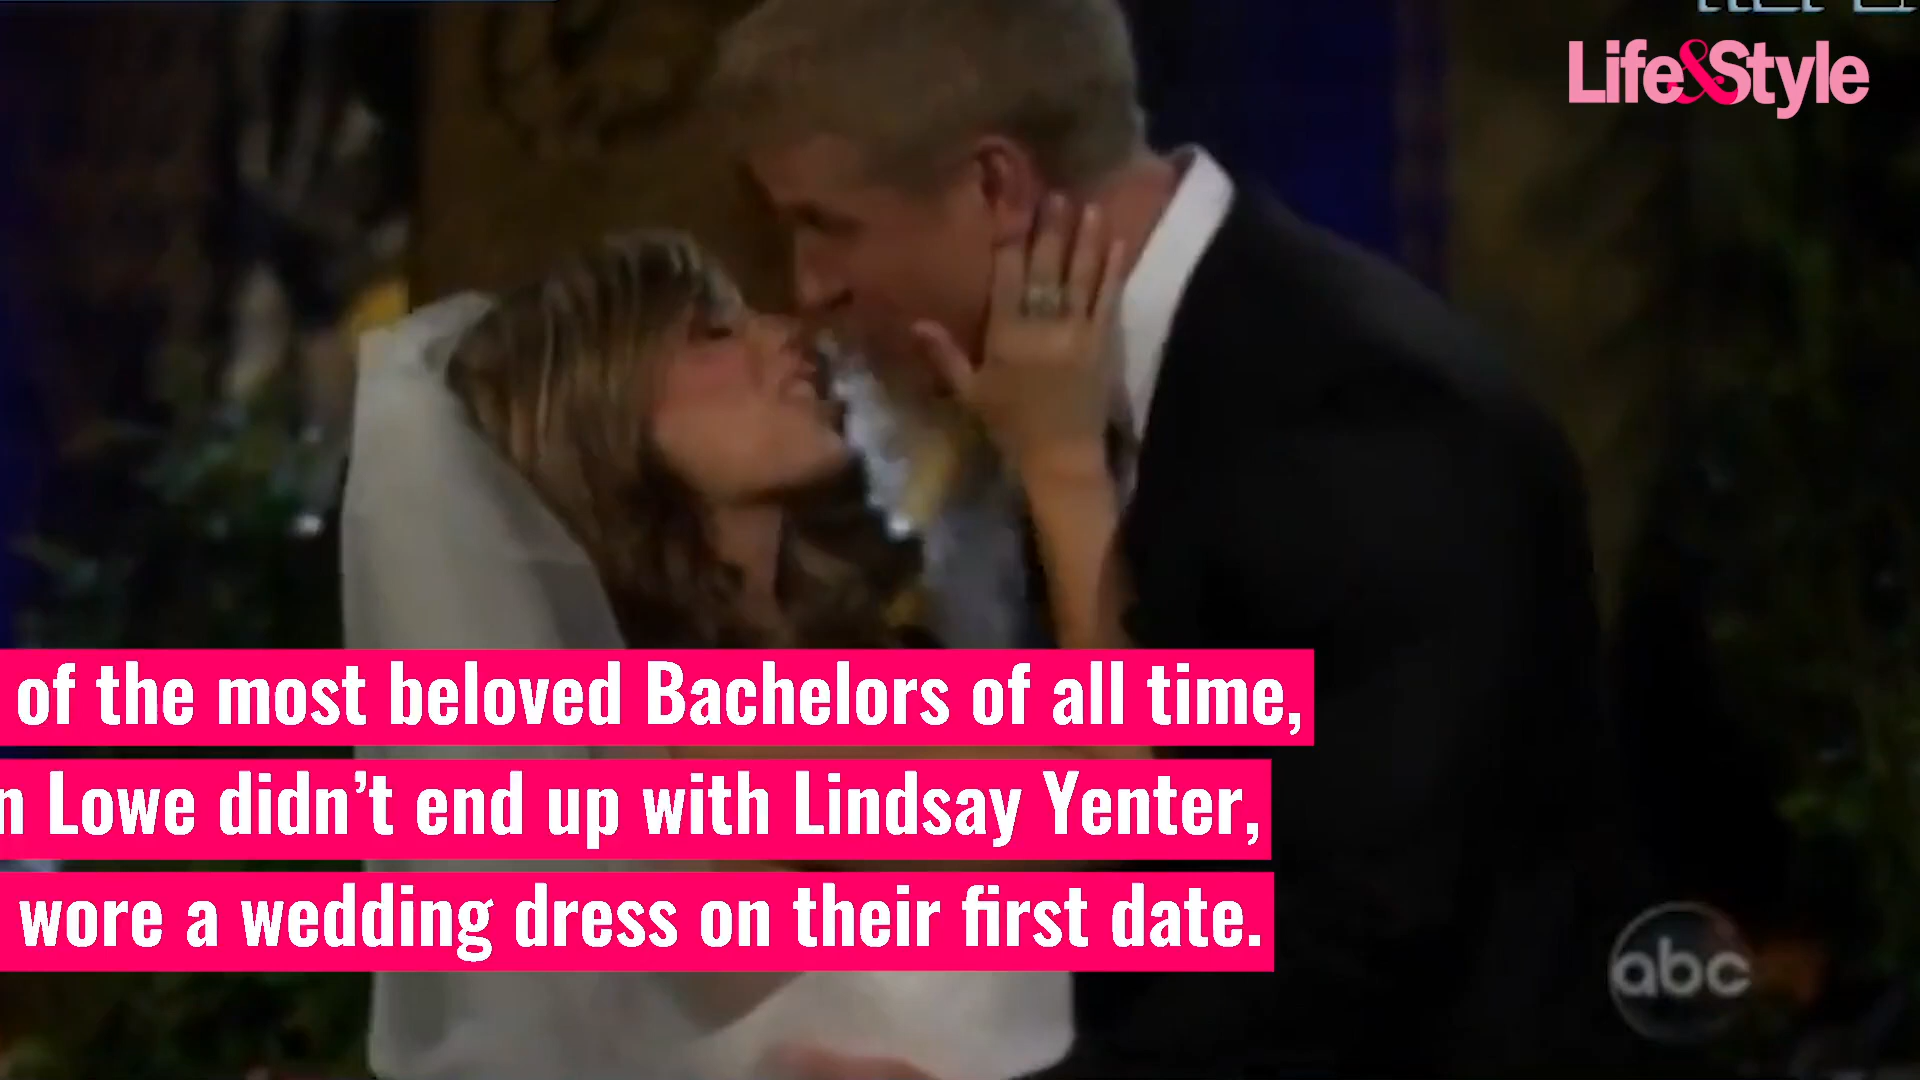 Life&Style
of the most beloved Bachelors of all time,
n Lowe didn’t end up with Lindsay Yenter,
wore a wedding dress on their first date.
abc